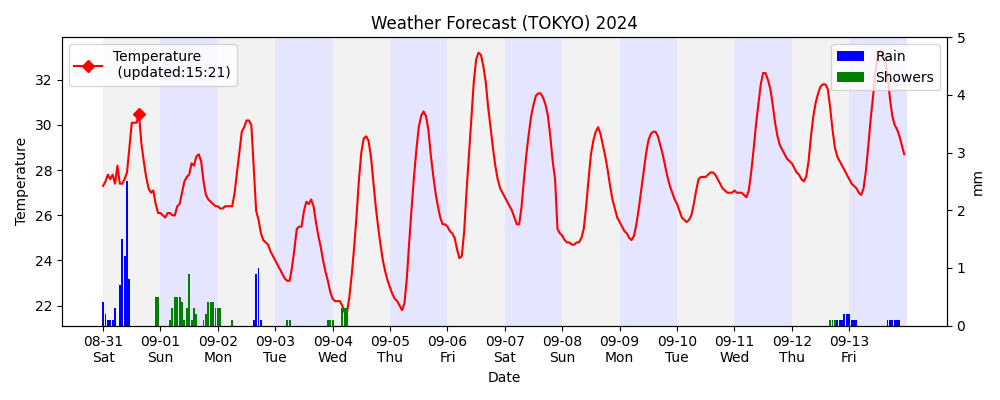 Weather Forecast (TOKYO) 2024
Temperature
(updated:15:21)
Rain
Showers
Temperature
32
30
28
26
24
22
5
4
3
2
1
0
mm
08-31 09-01 09-02 09-03 09-04 09-05 09-06 09-07 09-08 09-09 09-10 09-11 09-12 09-13
Sat Sun Mon Tue Wed Thu Fri Sat Sun Mon Tue Wed Thu Fri
Date